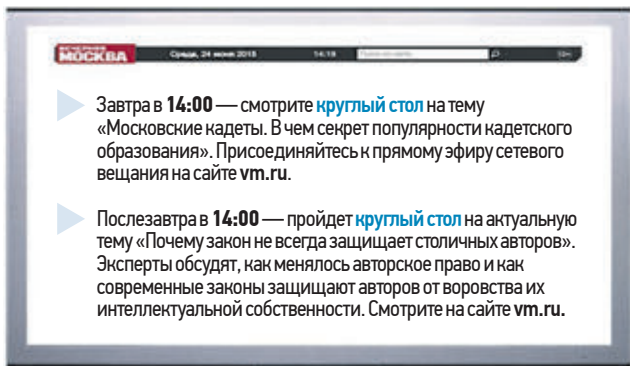 ВЕЧЕРНЯЯ
МОСКВА Среда, 24 июня 2015 14:19
Завтра в 14:00 — смотрите круглый стол на тему
«Московские кадеты. В чем секрет популярности кадетского
образования». Присоединяйтесь к прямому эфиру сетевого
вещания на сайте vm.ru.
Послезавтра в 14:00 — пройдет круглый стол на актуальную
тему «Почему закон не всегда защищает столичных авторов».
Эксперты обсудят, как менялось авторское право и как
современные законы защищают авторов от воровства их
интеллектуальной собственности. Смотрите на сайте vm.ru.